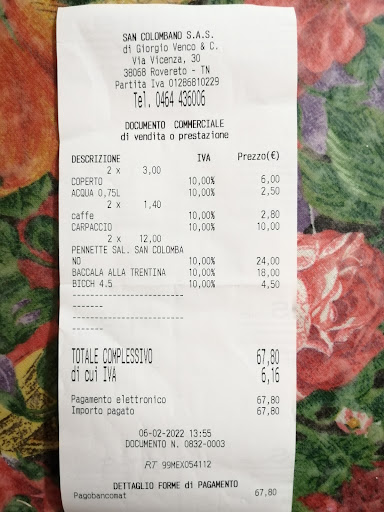 SAN COLOMBANO S.A.S.
di Giorgio Venco & C.
Via Vicenza, 30
38068 Rovereto - TN
Partita Iva 01286810229
Tel. 0464 436006
DOCUMENTO COMMERCIALE
di vendita o prestazione
DESCRIZIONE IVA Prezzo(€)
2 x 3,00
COPERTO 10,00% 6,00
ACQUA 0,75L 10,00% 2,50
2 x 1,40
caffe 10,00% 2,80
CARPACCIO 10,00% 10,00
2 x 12,00
PENNETTE SAL. SAN COLOMBA
NO 10,00% 24,00
BACCALA ALLA TRENTINA 10,00% 18,00
BICCH 4.5 10,00% 4,50
TOTALE COMPLESSIVO 67,80
di cui IVA 6,16
Pagamento elettronico 67,80
Importo pagato 67,80
06-02-2022 13:55
DOCUMENTO N. 0832-0003
RT 99MEX054112
DETTAGLIO FORME di PAGAMENTO
Pagobancomat 67,80